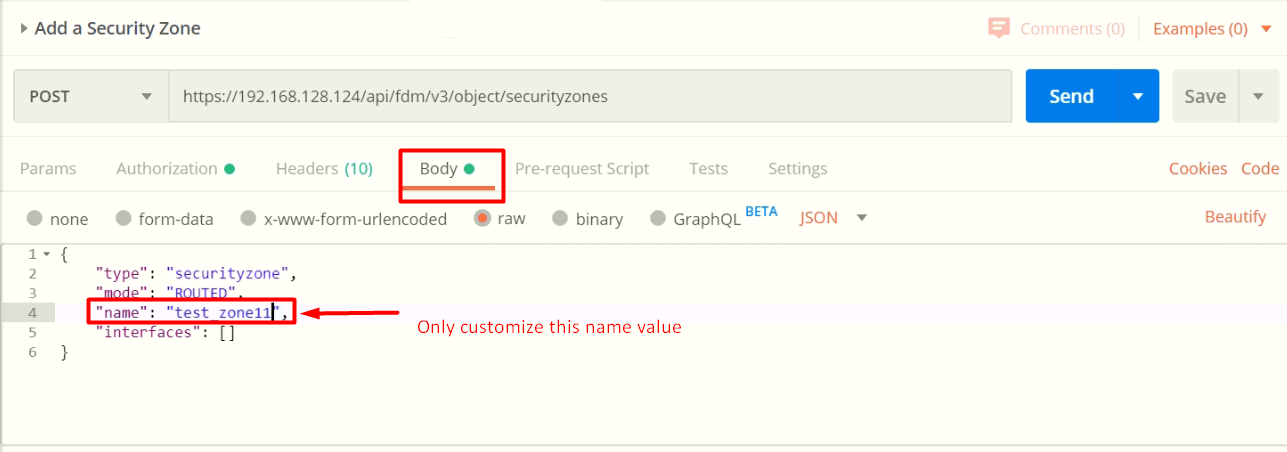 Add a Security Zone Comments (0) Examples (0)
POST https://192.168.128.124/api/fdm/v3/object/securityzones Send Save
Params Authorization Headers (10) Body Pre-request Script Tests Settings Cookies Code
none form-data x-www-form-urlencoded raw binary GraphQL BETA JSON Beautify
1 {
2 "type": "securityzone",
3 "mode": "ROUTED",
4 "name": "test_zone11",
Only customize this name value
5 "interfaces": []
6 }